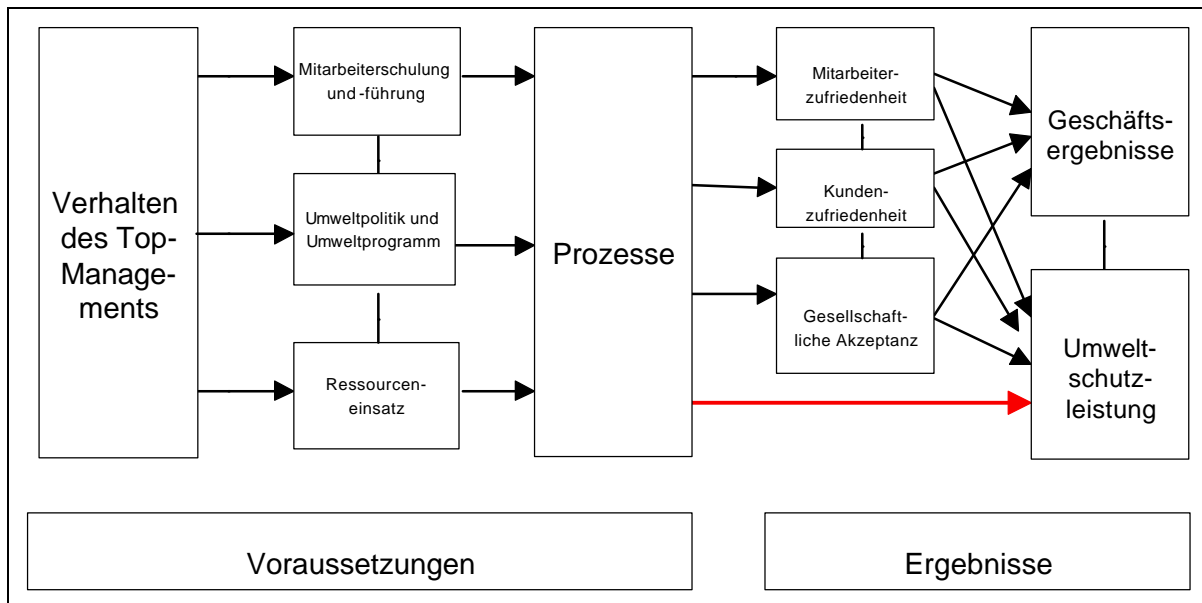 Verhalten
des Top-
Manage-
ments
Mitarbeiterschulung
und -führung
Umweltpolitik und
Umweltprogramm
Ressourcen-
einsatz
Prozesse
Mitarbeiter-
zufriedenheit
Kunden-
zufriedenheit
Gesellschaft-
liche Akzeptanz
Geschäfts-
ergebnisse
Umwelt-
schutz-
leistung
Voraussetzungen
Ergebnisse